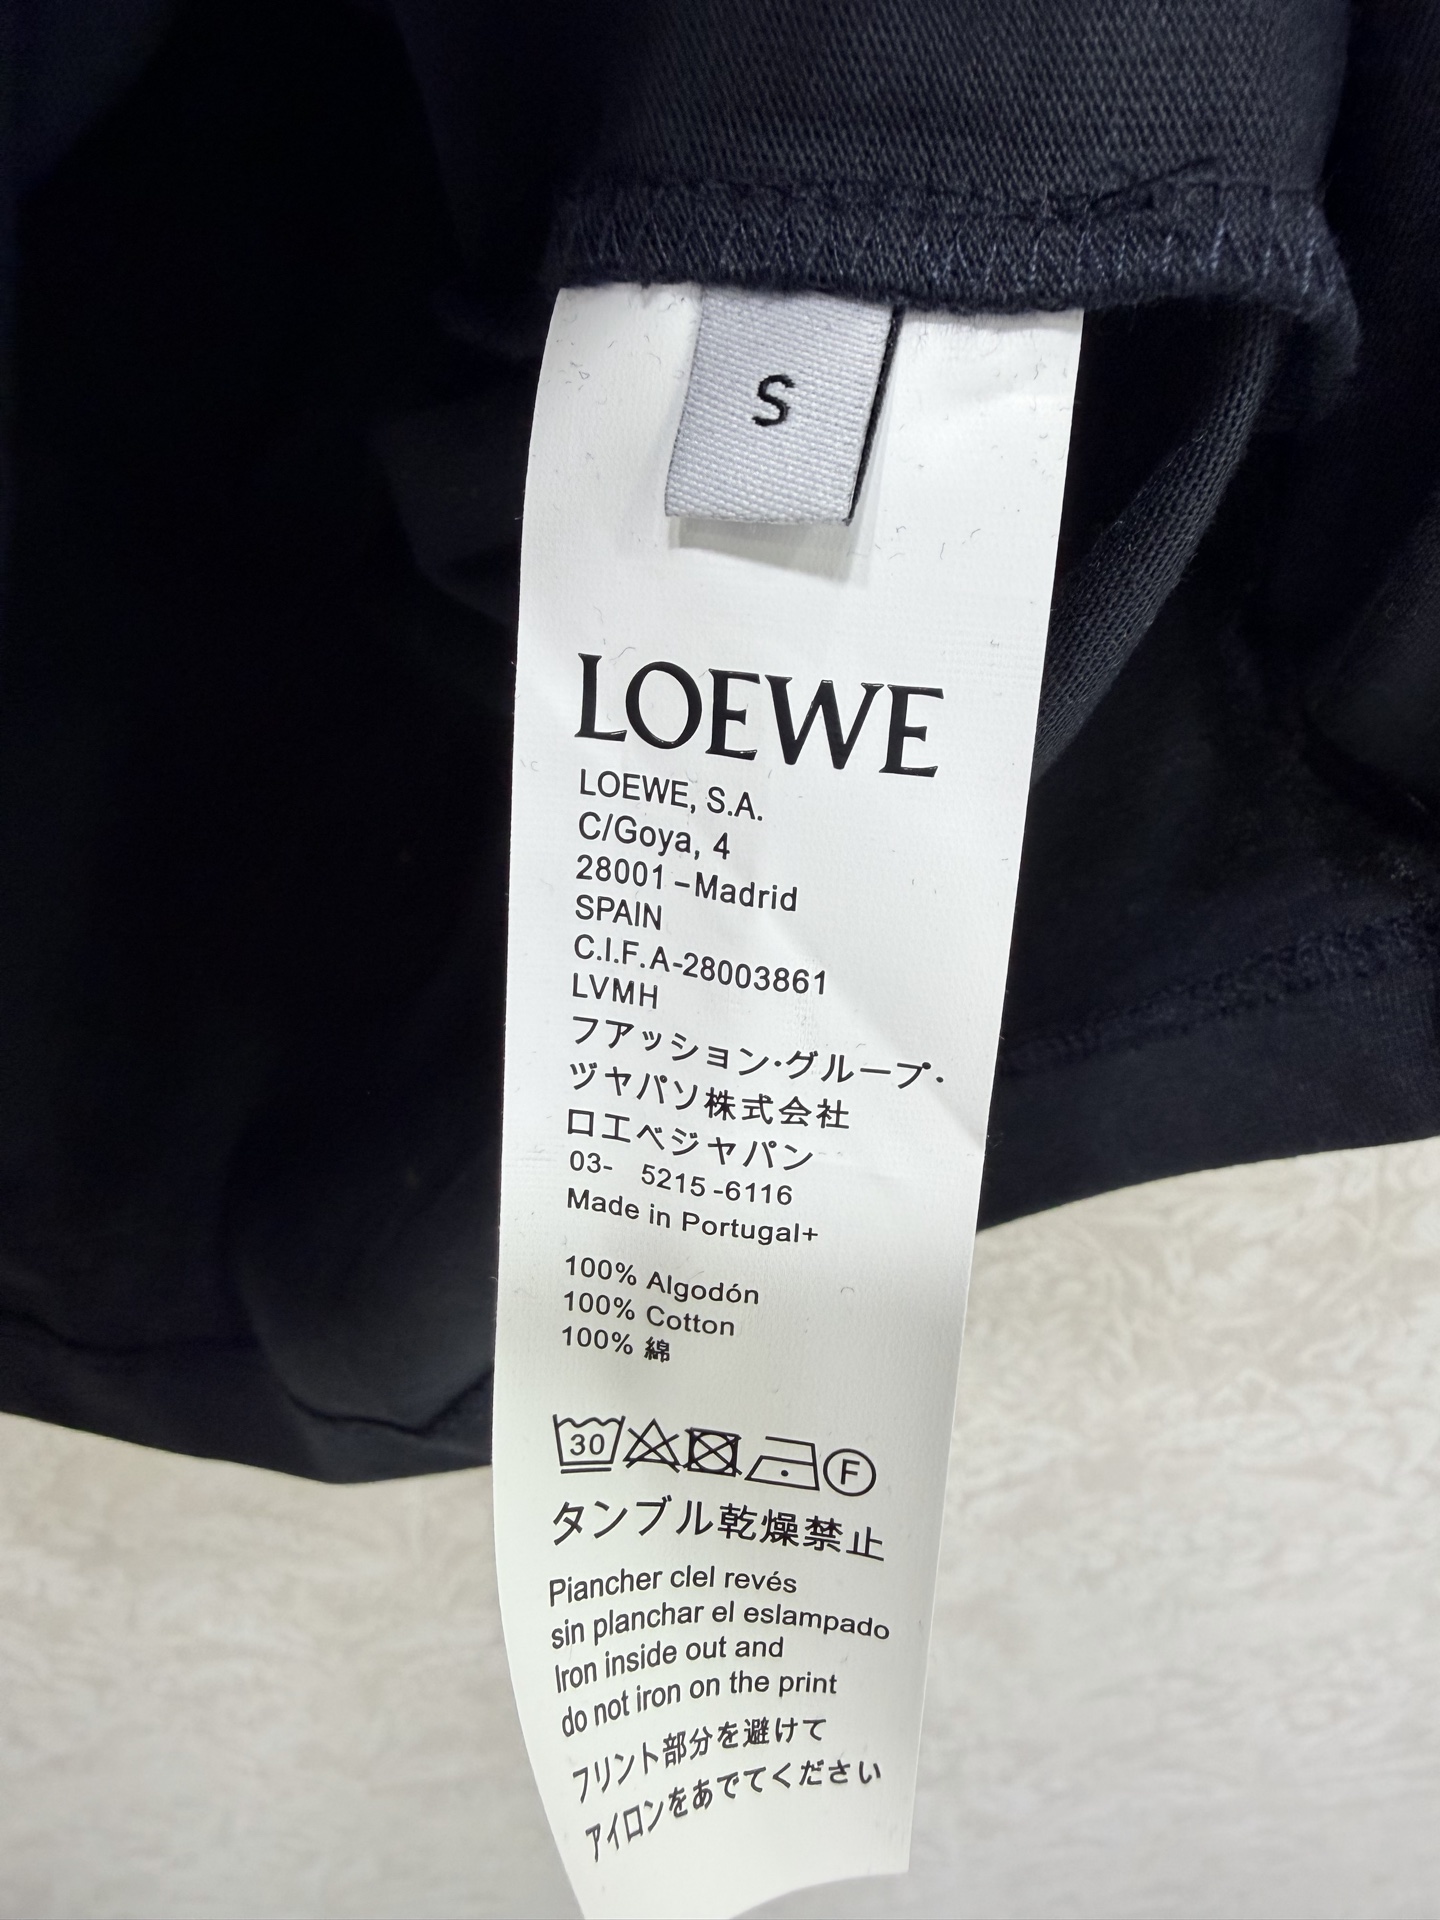 S
LOEWE
LOEWE, S.A.
C/Goya, 4
28001 –Madrid
SPAIN
C.I.F.A-28003861
LVMH
フアッション·グループ·
ヅヤパソ株式会社
ロエベジャパン
03- 5215 -6116
Made in Portugal+
100% Algodón
100% Cotton
100% 綿
30 F
タンブル乾燥禁止
Piancher clel revés
sin planchar el eslampado
Iron inside out and
do not iron on the print
フリント部分を避けて
アイロンをあでてください